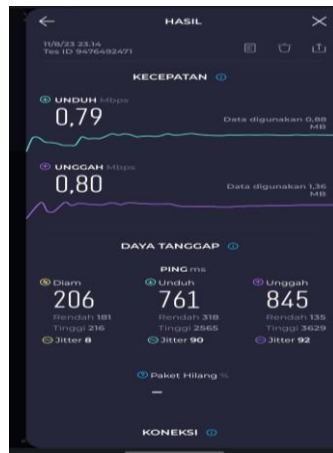 HASIL
11/8/23 23.14
Tes ID 9476492471
KECEPATAN
UNDUH Mbps
0,79
Data digunakan 0,88
MB
UNGGAH Mbps
0,80
Data digunakan 1,36
MB
DAYA TANGGAP
PING ms
Diam Unduh Unggah
206 761 845
Rendah 181 Rendah 318 Rendah 135
Tinggi 216 Tinggi 2565 Tinggi 3629
Jitter 8 Jitter 90 Jitter 92
Paket Hilang %
—
KONEKSI